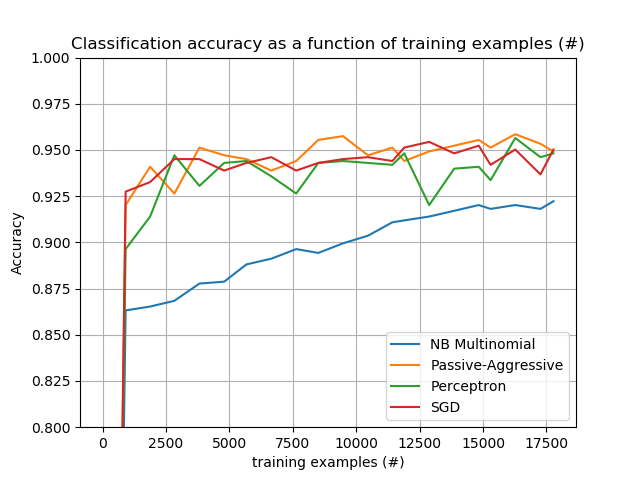 Classification accuracy as a function of training examples (#)
1.000
0.975
0.950
0.925
0.900
0.875
0.850
0.825
0.800
Accuracy
NB Multinomial
Passive-Aggressive
Perceptron
SGD
0 2500 5000 7500 10000 12500 15000 17500
training examples (#)